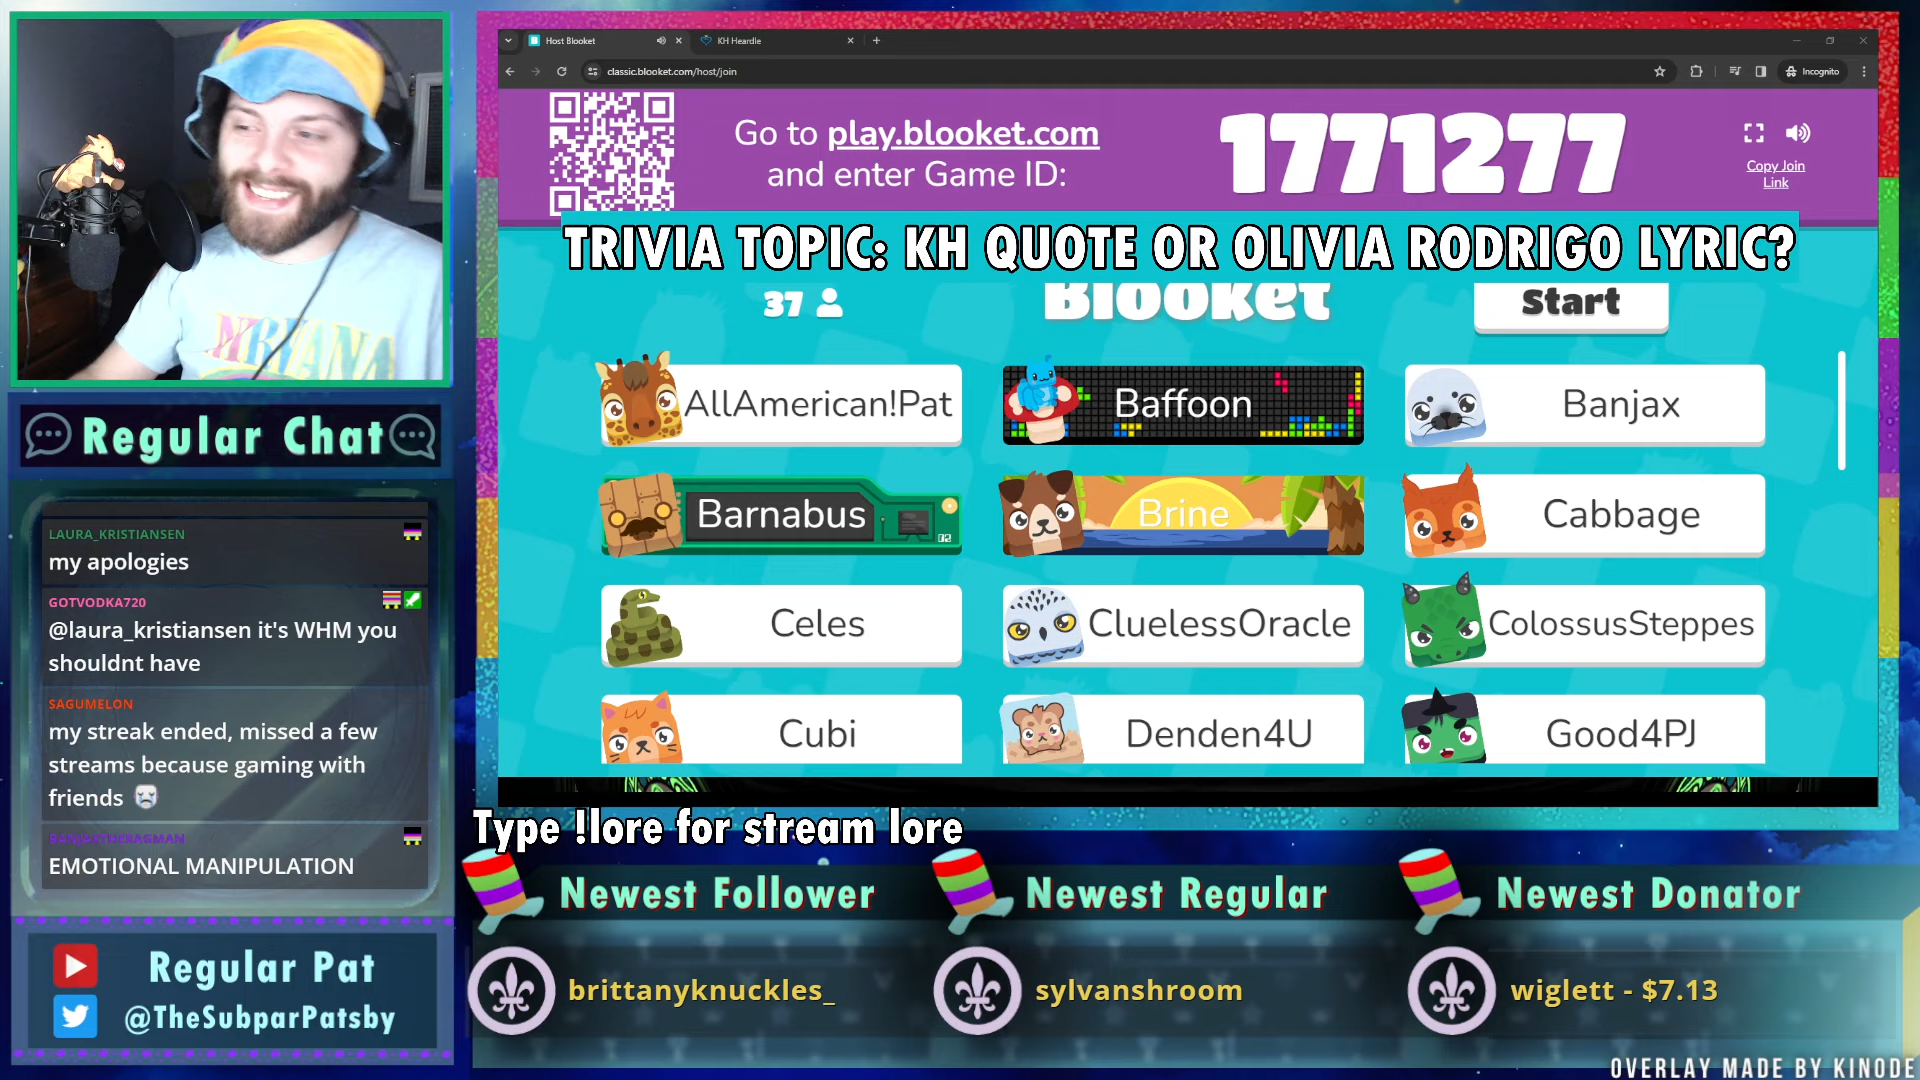 Host Blooket
KH Heardle
classic.blooket.com/host/join
Incognito
Go to play.blooket.com
and enter Game ID:
1771277
Copy Join
Link
TRIVIA TOPIC: KH QUOTE OR OLIVIA RODRIGO LYRIC?
37
Blooket
Start
AllAmerican!Pat
Baffoon
Banjax
Barnabus
Brine
Cabbage
Celes
CluelessOracle
ColossusSteppes
Cubi
Denden4U
Good4PJ
NIRVANA
Regular Chat
LAURA_KRISTIANSEN
my apologies
GOTVODKA720
@laura_kristiansen it's WHM you
shouldnt have
SAGUMELON
my streak ended, missed a few
streams because gaming with
friends
BANJAXTHERAGMAN
EMOTIONAL MANIPULATION
Regular Pat
@TheSubparPatsby
Type !lore for stream lore
Newest Follower
brittanyknuckles_
Newest Regular
sylvanshroom
Newest Donator
wiglett - $7.13
OVERLAY MADE BY KINODE